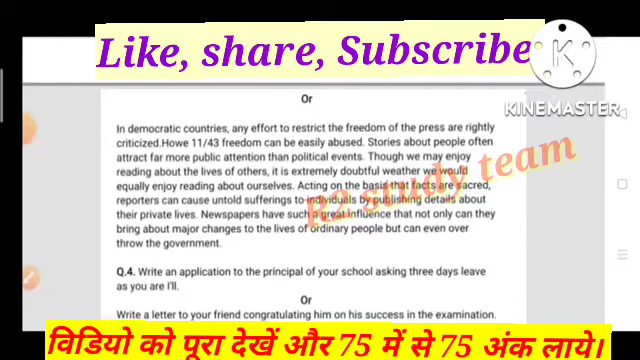 Like, share, Subscribe
K
KINEMASTER
Or
In democratic countries, any effort to restrict the freedom of the press are rightly
criticized.Howe 11/43 freedom can be easily abused. Stories about people often
attract far more public attention than political events. Though we may enjoy
reading about the lives of others, it is extremely doubtful weather we would
equally enjoy reading about ourselves. Acting on the basis that facts are sacred,
reporters can cause untold sufferings to individuals by publishing details about
their private lives. Newspapers have such a great influence that not only can they
bring about major changes to the lives of ordinary people but can even over
throw the government.
R2 study team
Q.4. Write an application to the principal of your school asking three days leave
as you are I'll.
Or
Write a letter to your friend congratulating him on his success in the examination.
विडियो को पूरा देखें और 75 में से 75 अंक लाये।